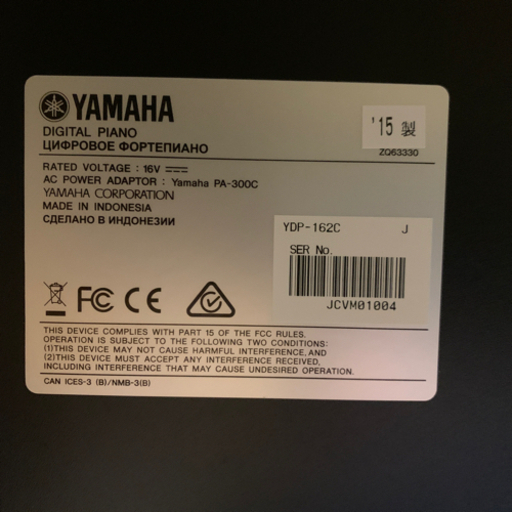 YAMAHA
DIGITAL PIANO
ЦИФРОВОЕ ФОРТЕПИАНО
'15 製
ZQ63330
RATED VOLTAGE : 16V
AC POWER ADAPTOR : Yamaha PA-300C
YAMAHA CORPORATION
MADE IN INDONESIA
СДЕЛАНО В ИНДОНЕЗИИ
YDP-162C J
SER No.
JCVM01004
FC CE
THIS DEVICE COMPLIES WITH PART 15 OF THE FCC RULES.
OPERATION IS SUBJECT TO THE FOLLOWING TWO CONDITIONS:
(1)THIS DEVICE MAY NOT CAUSE HARMFUL INTERFERENCE, AND
(2)THIS DEVICE MUST ACCEPT ANY INTERFERENCE RECEIVED,
INCLUDING INTERFERENCE THAT MAY CAUSE UNDESIRED OPERATION.
CAN ICES-3 (B)/NMB-3(B)